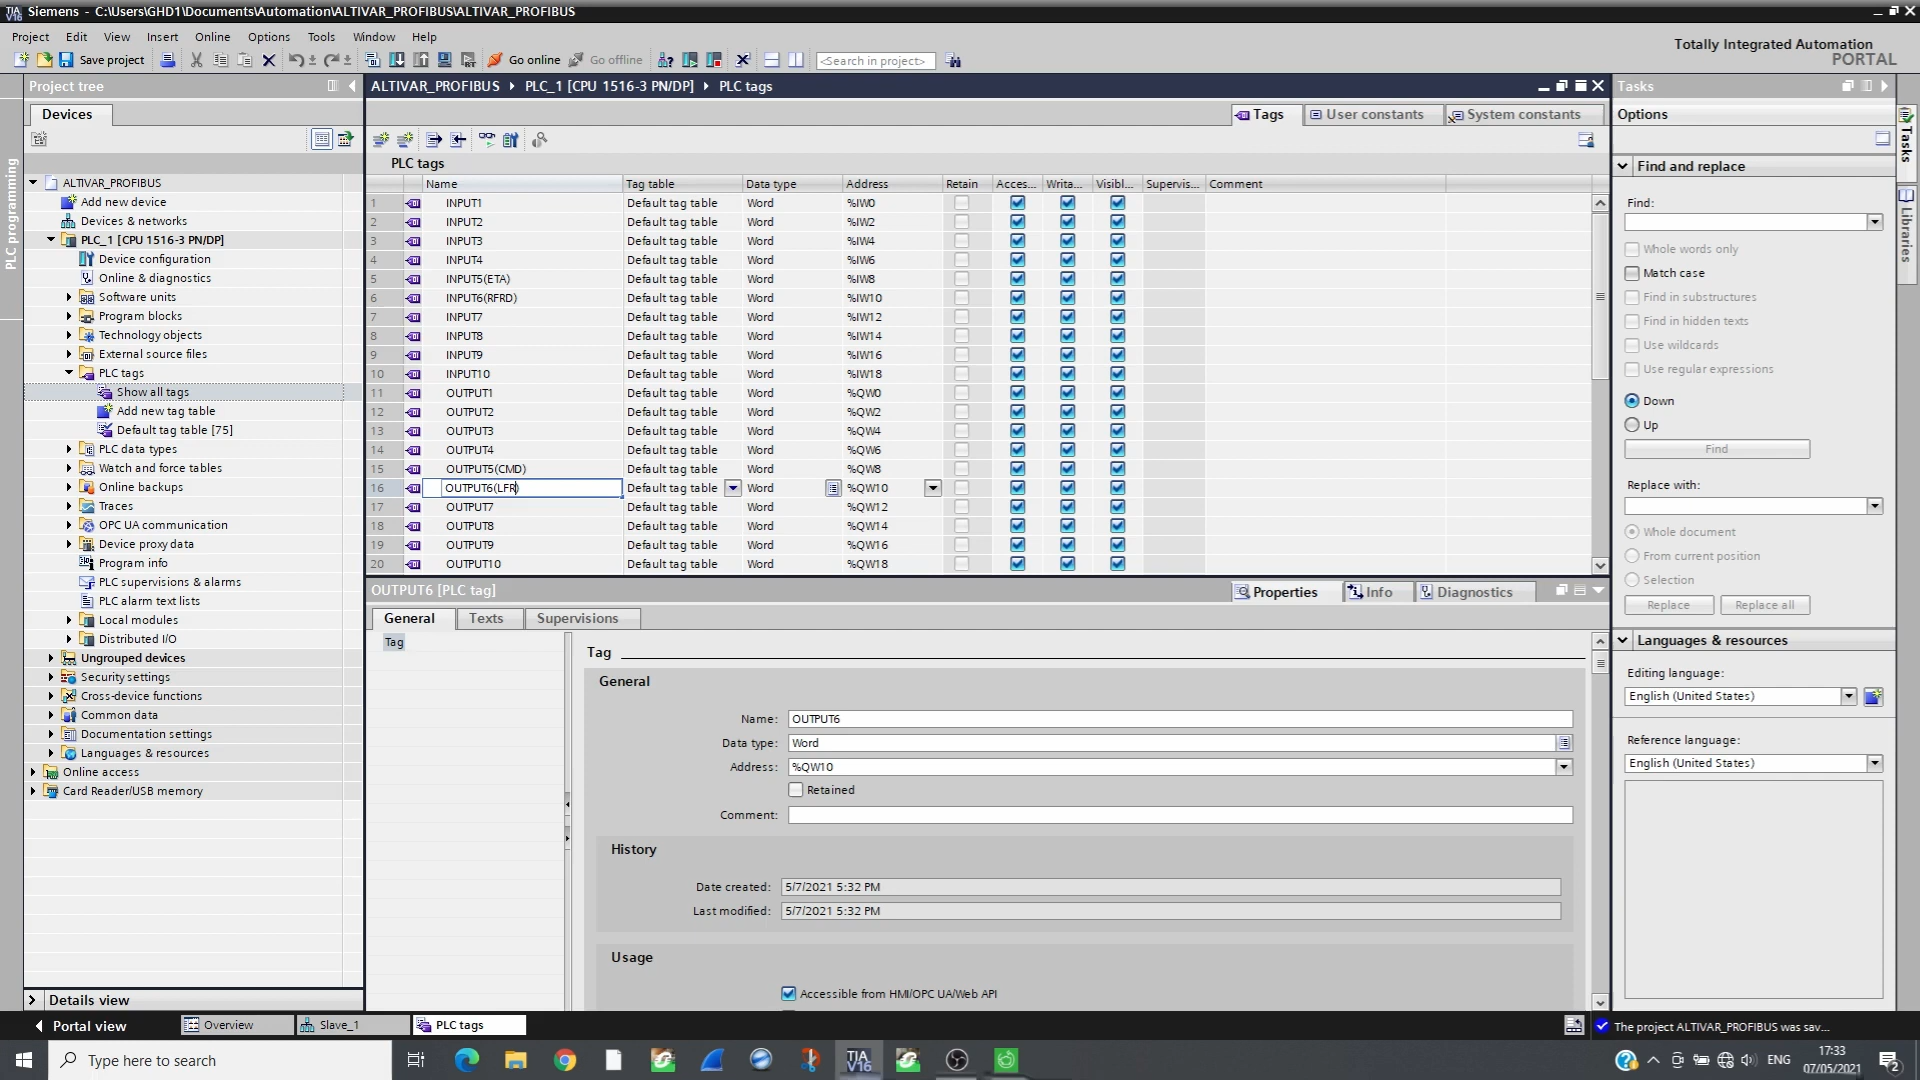 Siemens - C:\Users\GHD1\Documents\Automation\ALTIVAR_PROFIBUS\ALTIVAR_PROFIBUS
Project Edit View Insert Online Options Tools Window Help
Save project Go online Go offline <Search in project>
Totally Integrated Automation
PORTAL
Project tree
Devices
PLC programming
ALTIVAR_PROFIBUS
Add new device
Devices & networks
PLC_1 [CPU 1516-3 PN/DP]
Device configuration
Online & diagnostics
Software units
Program blocks
Technology objects
External source files
PLC tags
Show all tags
Add new tag table
Default tag table [75]
PLC data types
Watch and force tables
Online backups
Traces
OPC UA communication
Device proxy data
Program info
PLC supervisions & alarms
PLC alarm text lists
Local modules
Distributed I/O
Ungrouped devices
Security settings
Cross-device functions
Common data
Documentation settings
Languages & resources
Online access
Card Reader/USB memory
Details view
ALTIVAR_PROFIBUS PLC_1 [CPU 1516-3 PN/DP] PLC tags
Tags User constants System constants
PLC tags
Name Tag table Data type Address Retain Acces... Writa... Visibl... Supervis... Comment
1 INPUT1 Default tag table Word %IW0
2 INPUT2 Default tag table Word %IW2
3 INPUT3 Default tag table Word %IW4
4 INPUT4 Default tag table Word %IW6
5 INPUT5(ETA) Default tag table Word %IW8
6 INPUT6(RFRD) Default tag table Word %IW10
7 INPUT7 Default tag table Word %IW12
8 INPUT8 Default tag table Word %IW14
9 INPUT9 Default tag table Word %IW16
10 INPUT10 Default tag table Word %IW18
11 OUTPUT1 Default tag table Word %QW0
12 OUTPUT2 Default tag table Word %QW2
13 OUTPUT3 Default tag table Word %QW4
14 OUTPUT4 Default tag table Word %QW6
15 OUTPUT5(CMD) Default tag table Word %QW8
16 OUTPUT6(LFR) Default tag table Word %QW10
17 OUTPUT7 Default tag table Word %QW12
18 OUTPUT8 Default tag table Word %QW14
19 OUTPUT9 Default tag table Word %QW16
20 OUTPUT10 Default tag table Word %QW18
OUTPUT6 [PLC tag]
Properties Info Diagnostics
General Texts Supervisions
Tag
Tag
General
Name: OUTPUT6
Data type: Word
Address: %QW10
Retained
Comment:
History
Date created: 5/7/2021 5:32 PM
Last modified: 5/7/2021 5:32 PM
Usage
Accessible from HMI/OPC UA/Web API
Tasks
Options
Find and replace
Find:
Whole words only
Match case
Find in substructures
Find in hidden texts
Use wildcards
Use regular expressions
Down
Up
Find
Replace with:
Whole document
From current position
Selection
Replace Replace all
Languages & resources
Editing language:
English (United States)
Reference language:
English (United States)
Tasks
Libraries
Portal view Overview Slave_1 PLC tags
The project ALTIVAR_PROFIBUS was sav...
Type here to search
TIA
V16
ENG
17:33
07/05/2021
2